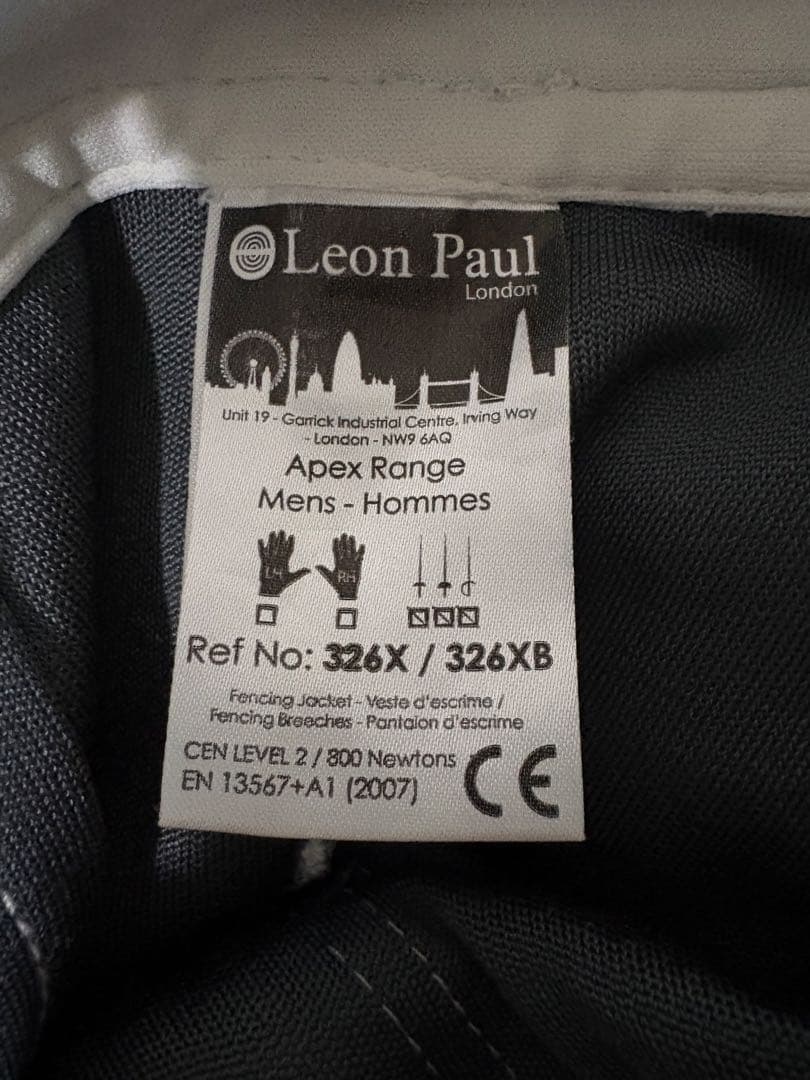 Leon Paul
London
Unit 19 - Garrick Industrial Centre, Irving Way
- London - NW9 6AQ
Apex Range
Mens - Hommes
LH RH
Ref No: 326X / 326XB
Fencing Jacket - Veste d'escrime /
Fencing Breeches - Pantalon d'escrime
CEN LEVEL 2 / 800 Newtons
EN 13567+A1 (2007)
CE